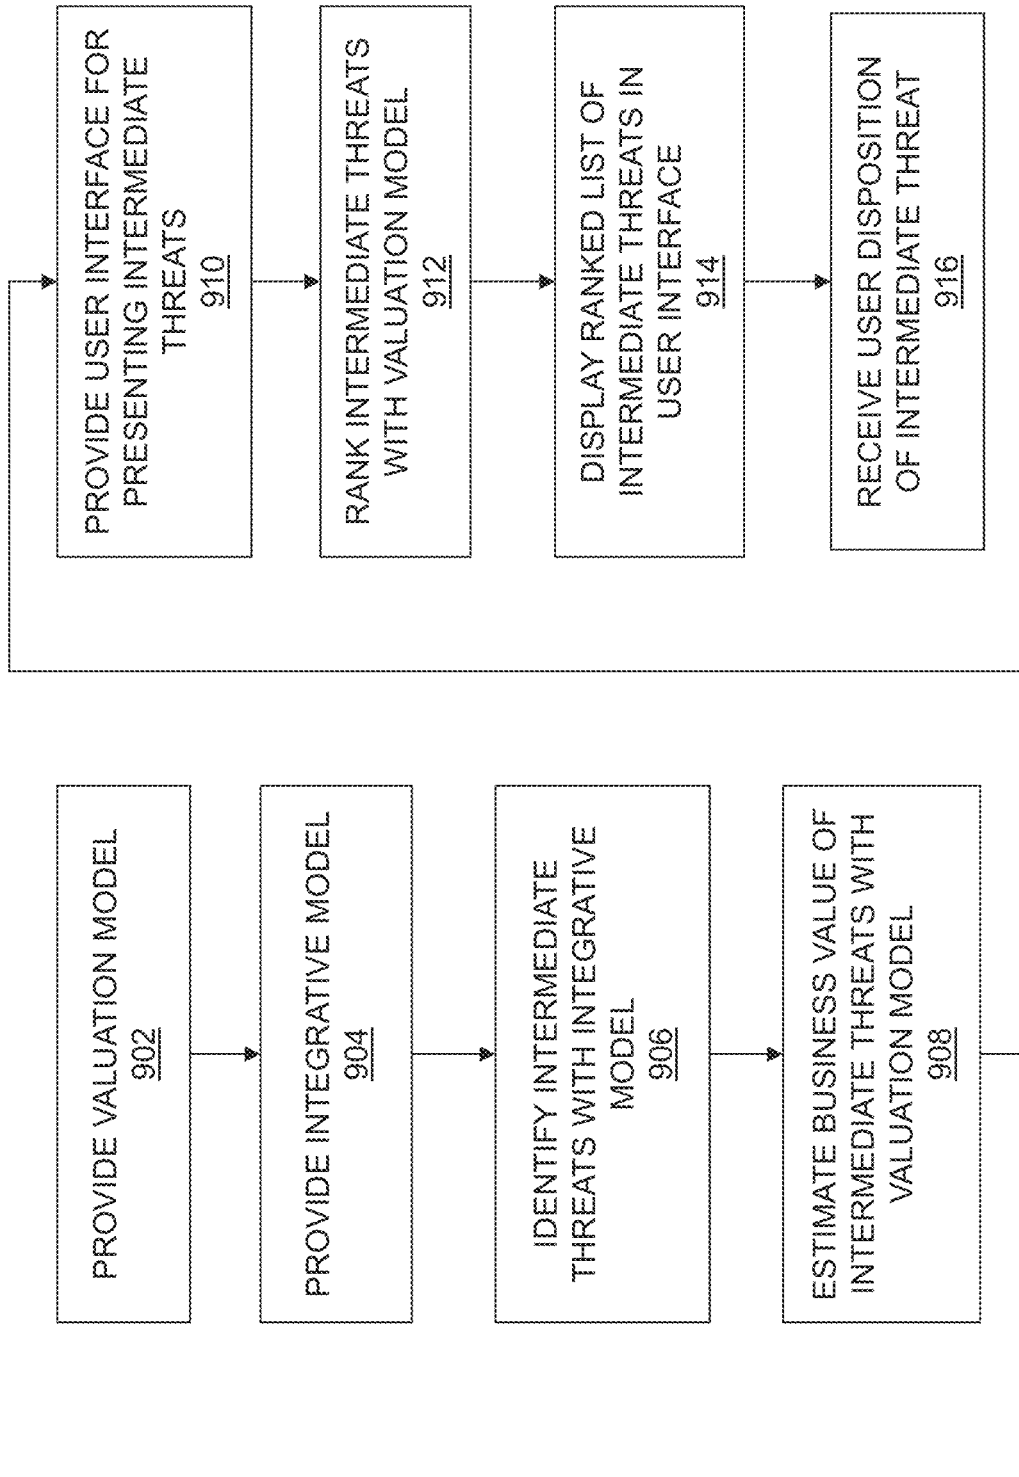 PROVIDE VALUATION MODEL
902
PROVIDE INTEGRATIVE MODEL
904
IDENTIFY INTERMEDIATE
THREATS WITH INTEGRATIVE
MODEL
906
ESTIMATE BUSINESS VALUE OF
INTERMEDIATE THREATS WITH
VALUATION MODEL
908
PROVIDE USER INTERFACE FOR
PRESENTING INTERMEDIATE
THREATS
910
RANK INTERMEDIATE THREATS
WITH VALUATION MODEL
912
DISPLAY RANKED LIST OF
INTERMEDIATE THREATS IN
USER INTERFACE
914
RECEIVE USER DISPOSITION
OF INTERMEDIATE THREAT
916